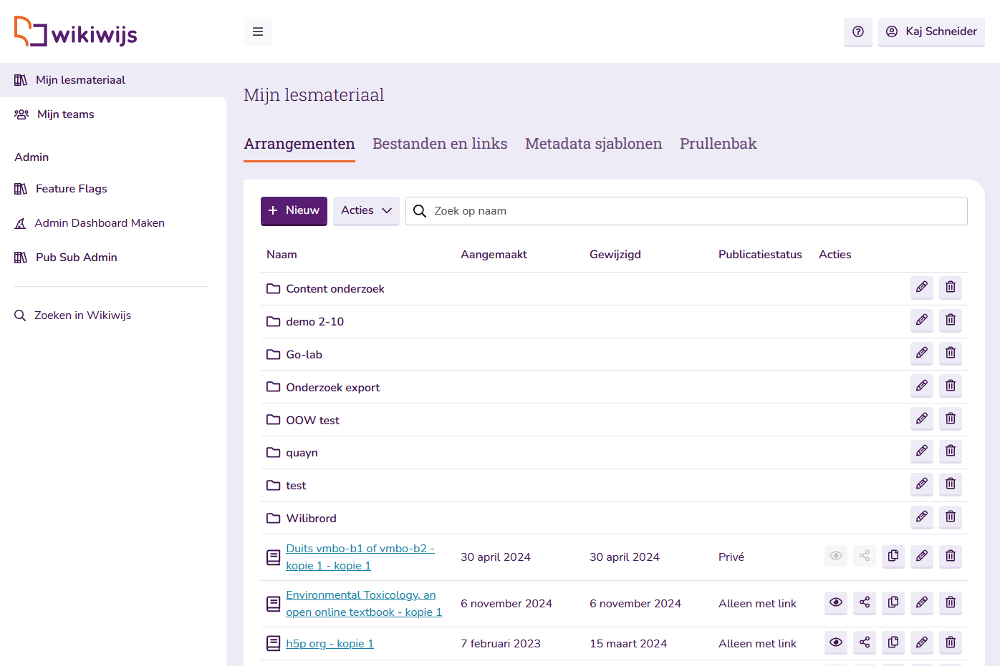 wikiwijs
Kaj Schneider
Mijn lesmateriaal
Mijn teams
Admin
Feature Flags
Admin Dashboard Maken
Pub Sub Admin
Zoeken in Wikiwijs
Mijn lesmateriaal
Arrangementen Bestanden en links Metadata sjablonen Prullenbak
+ Nieuw Acties Zoek op naam
Naam Aangemaakt Gewijzigd Publicatiestatus Acties
Content onderzoek
demo 2-10
Go-lab
Onderzoek export
OOW test
quayn
test
Wilibrord
Duits vmbo-b1 of vmbo-b2 -
kopie 1 - kopie 1
30 april 2024 30 april 2024 Privé
Environmental Toxicology, an
open online textbook - kopie 1
6 november 2024 6 november 2024 Alleen met link
h5p org - kopie 1 7 februari 2023 15 maart 2024 Alleen met link